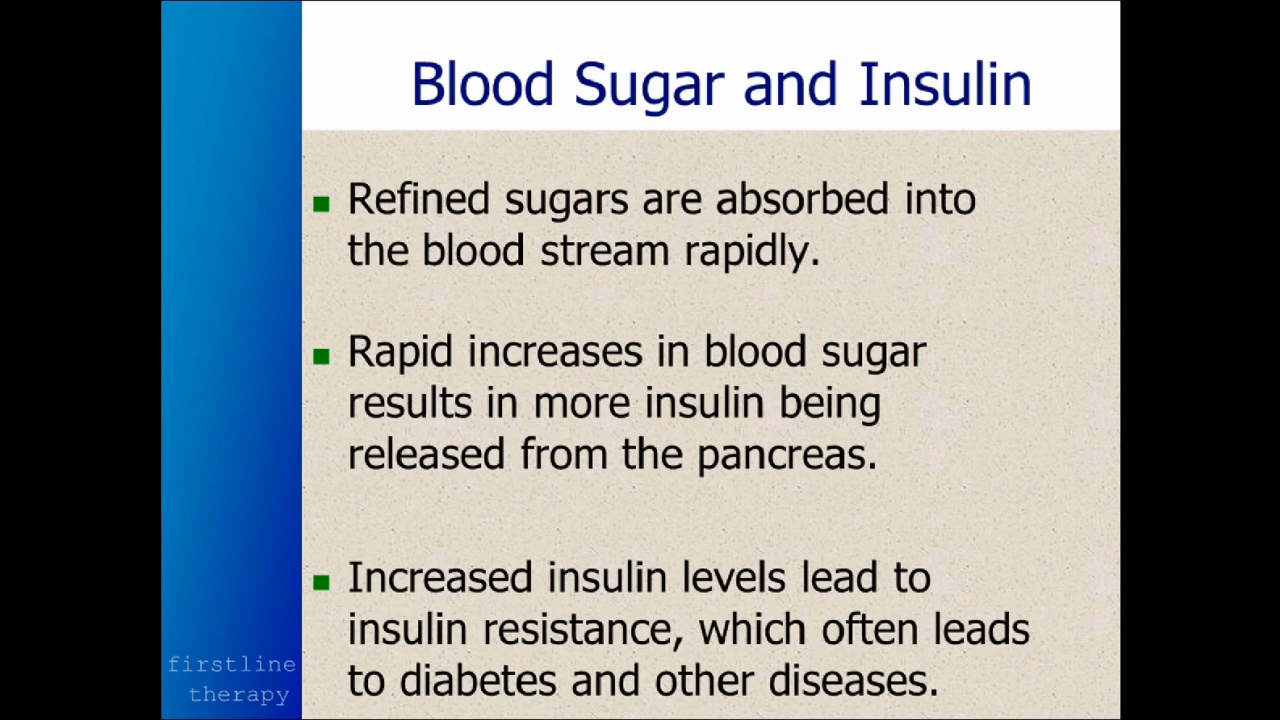 Blood Sugar and Insulin
Refined sugars are absorbed into
the blood stream rapidly.
Rapid increases in blood sugar
results in more insulin being
released from the pancreas.
Increased insulin levels lead to
insulin resistance, which often leads
to diabetes and other diseases.
firstline
therapy